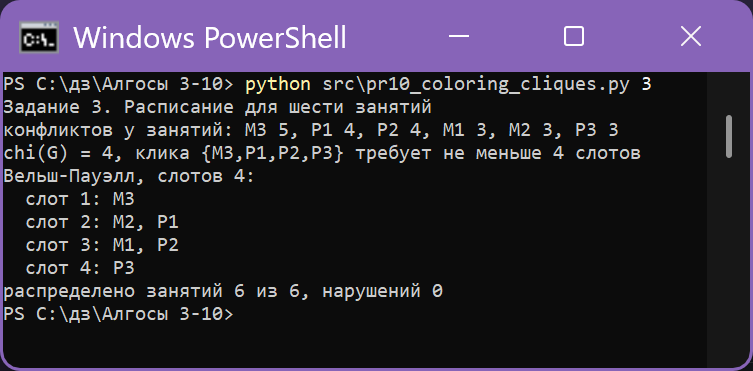 Windows PowerShell
PS C:\дз\Алгосы 3-10> python src\pr10_coloring_cliques.py 3
Задание 3. Расписание для шести занятий
конфликтов у занятий: M3 5, P1 4, P2 4, M1 3, M2 3, P3 3
chi(G) = 4, клика {M3,P1,P2,P3} требует не меньше 4 слотов
Вельш-Пауэлл, слотов 4:
  слот 1: M3
  слот 2: M2, P1
  слот 3: M1, P2
  слот 4: P3
распределено занятий 6 из 6, нарушений 0
PS C:\дз\Алгосы 3-10>